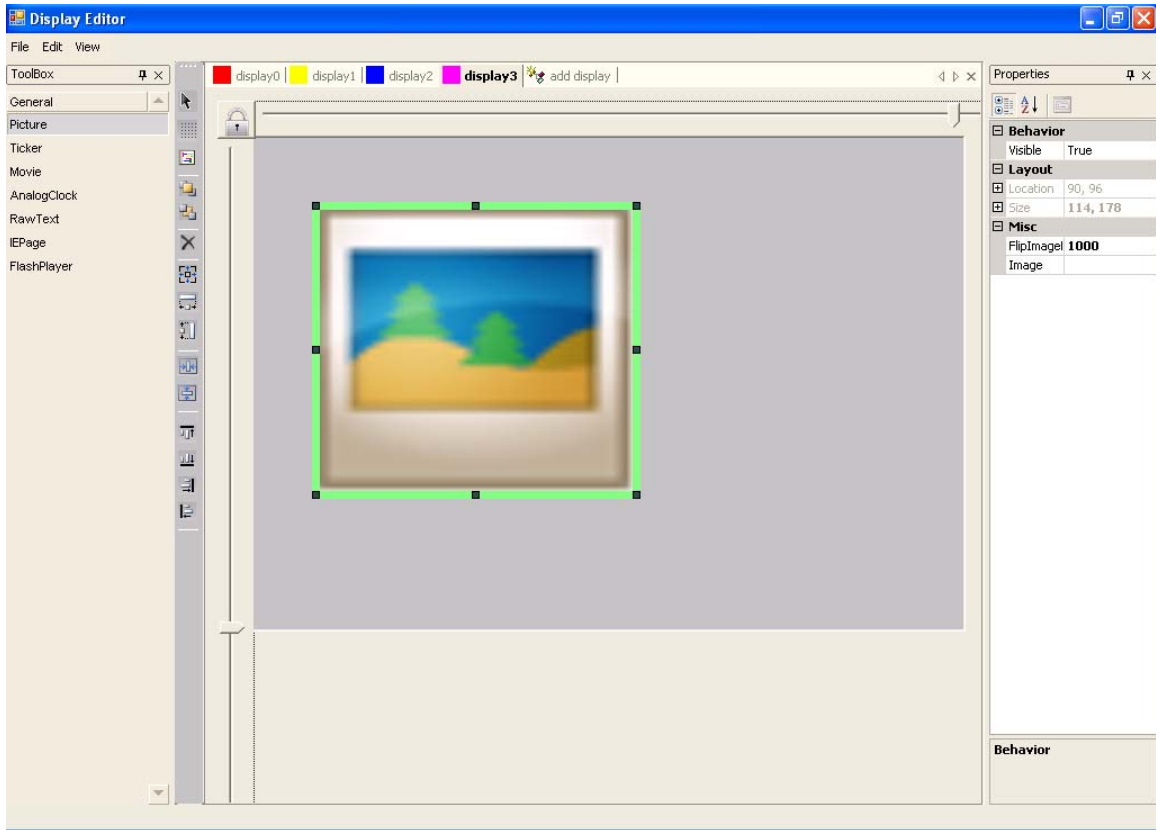 Display Editor
File Edit View
ToolBox
General
Picture
Ticker
Movie
AnalogClock
RawText
IEPage
FlashPlayer
display0
display1
display2
display3
add display
Properties
Behavior
Visible True
Layout
Location 90, 96
Size 114, 178
Misc
FlipImageI 1000
Image
Behavior